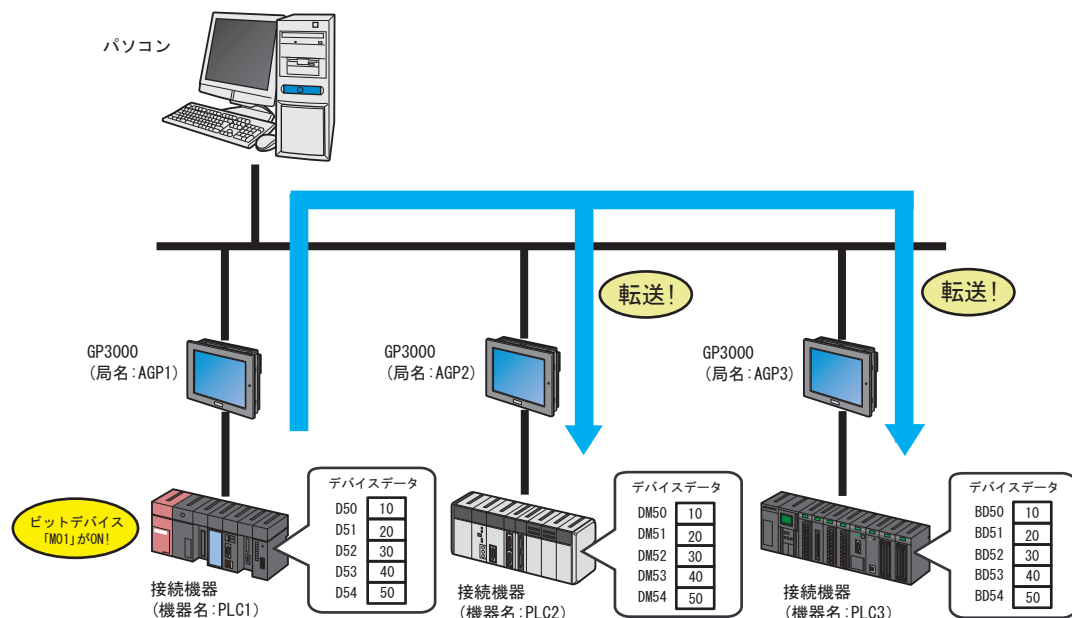 パソコン
転送!
転送!
GP3000
(局名:AGP1)
GP3000
(局名:AGP2)
GP3000
(局名:AGP3)
ビットデバイス
「M01」がON!
接続機器
(機器名:PLC1)
デバイスデータ
D50 10
D51 20
D52 30
D53 40
D54 50
接続機器
(機器名:PLC2)
デバイスデータ
DM50 10
DM51 20
DM52 30
DM53 40
DM54 50
接続機器
(機器名:PLC3)
デバイスデータ
BD50 10
BD51 20
BD52 30
BD53 40
BD54 50